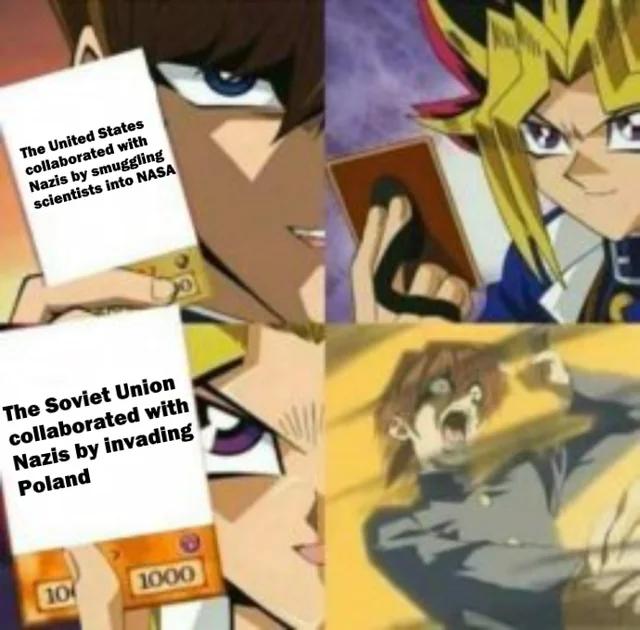 The United States
collaborated with
Nazis by smuggling
scientists into NASA
The Soviet Union
collaborated with
Nazis by invading
Poland
1000